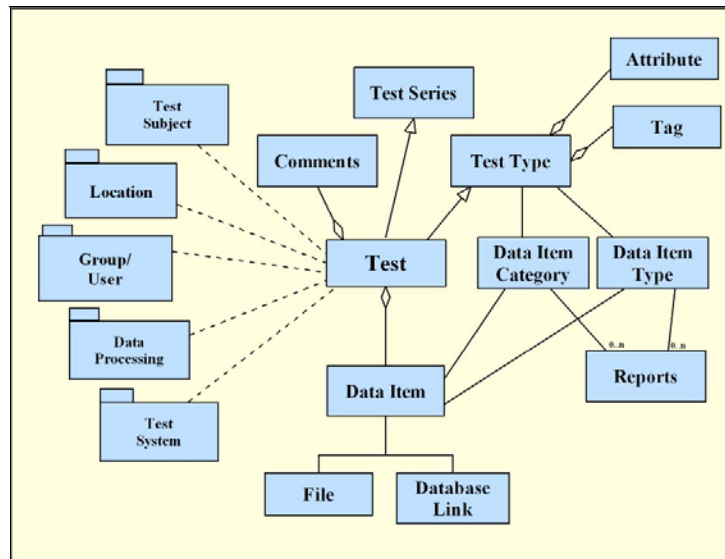 Attribute
Test Series
Test
Subject
Tag
Comments
Test Type
Location
Group/
User
Test
Data Item
Category
Data Item
Type
Data
Processing
0..n
0..n
Reports
Data Item
Test
System
File
Database
Link